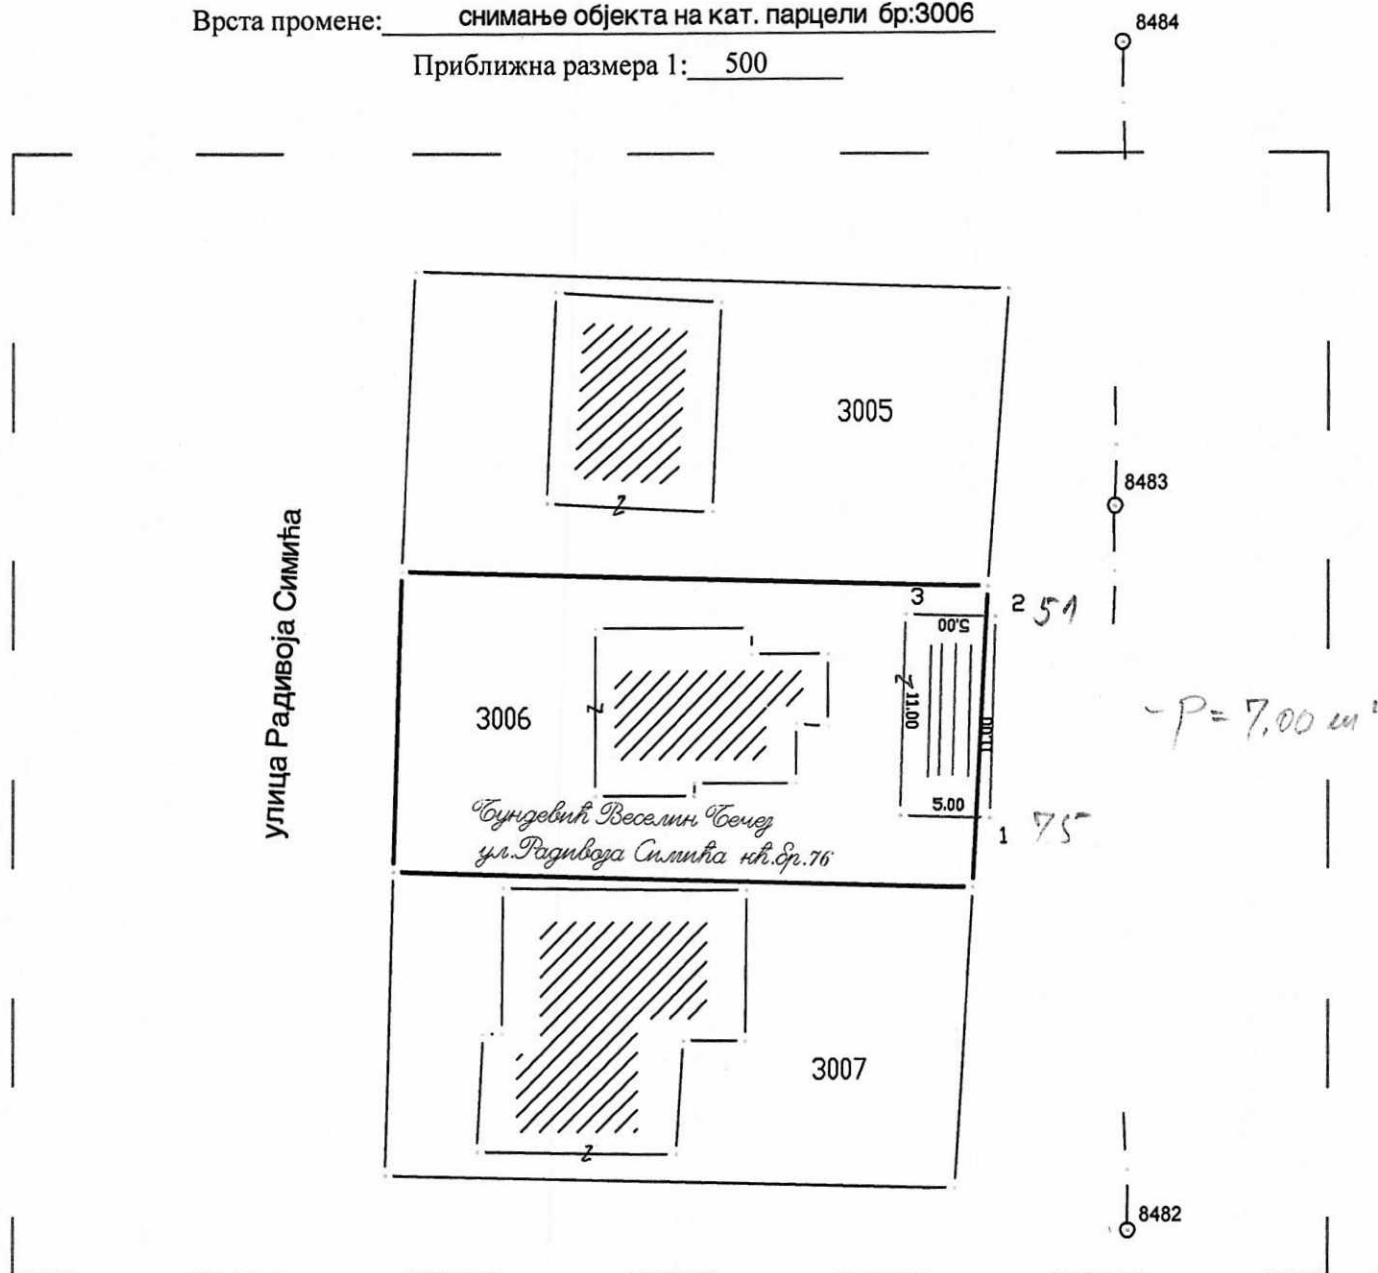 Врста промене: снимање објекта на кат. парцели бр:3006
Приближна размера 1: 500
8484
3005
8483
улица Радивоја Симића
3
2 51
5.00
3006
11.00
11.00
P = 7.00 m²
5.00
1 75
Ђундевић Веселин Бечеј
ул. Радивоја Симића кћ. бр. 76
3007
8482